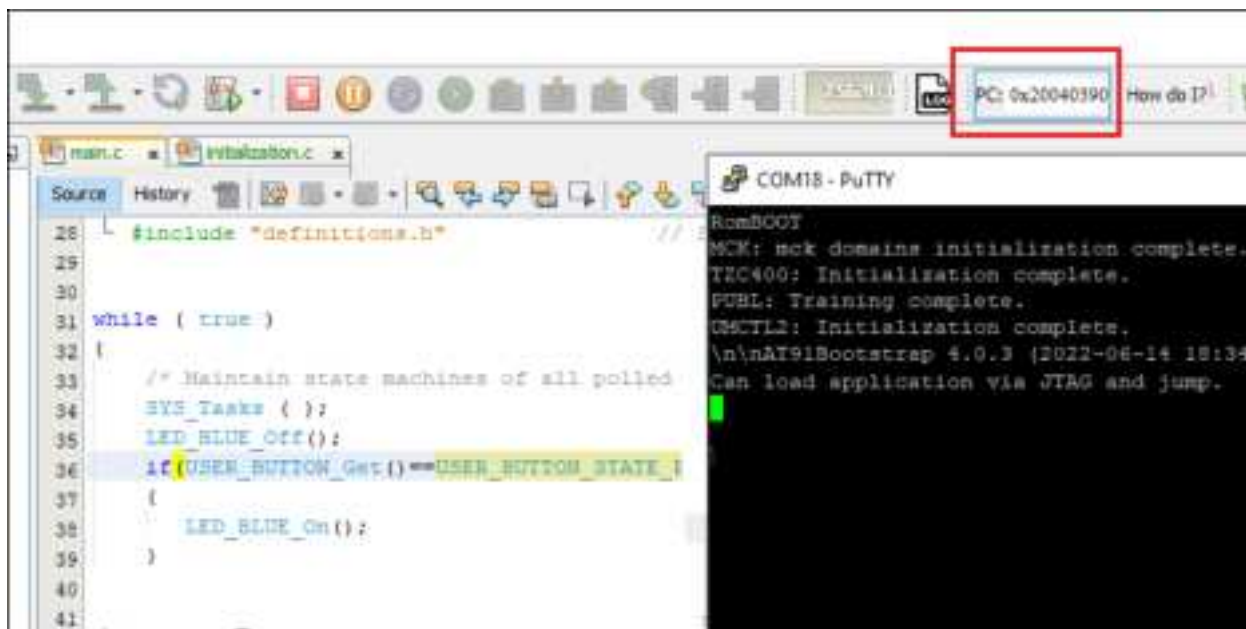 LOG
PC: 0x20040390
How do I?
main.c
initialization.c
Source
History
28 #include "definitions.h" //
29
30
31 while ( true )
32 {
33 /* Maintain state machines of all polled
34 SYS_Tasks ( );
35 LED_BLUE_Off();
36 if(USER_BUTTON_Get()==USER_BUTTON_STATE_
37 {
38 LED_BLUE_On();
39 }
40
41
COM18 - PuTTY
RomBOOT
MCK: mck domains initialization complete.
TZC400: Initialization complete.
PUBL: Training complete.
UMCTL2: Initialization complete.
\n\nAT91Bootstrap 4.0.3 (2022-06-14 18:34
Can load application via JTAG and jump.